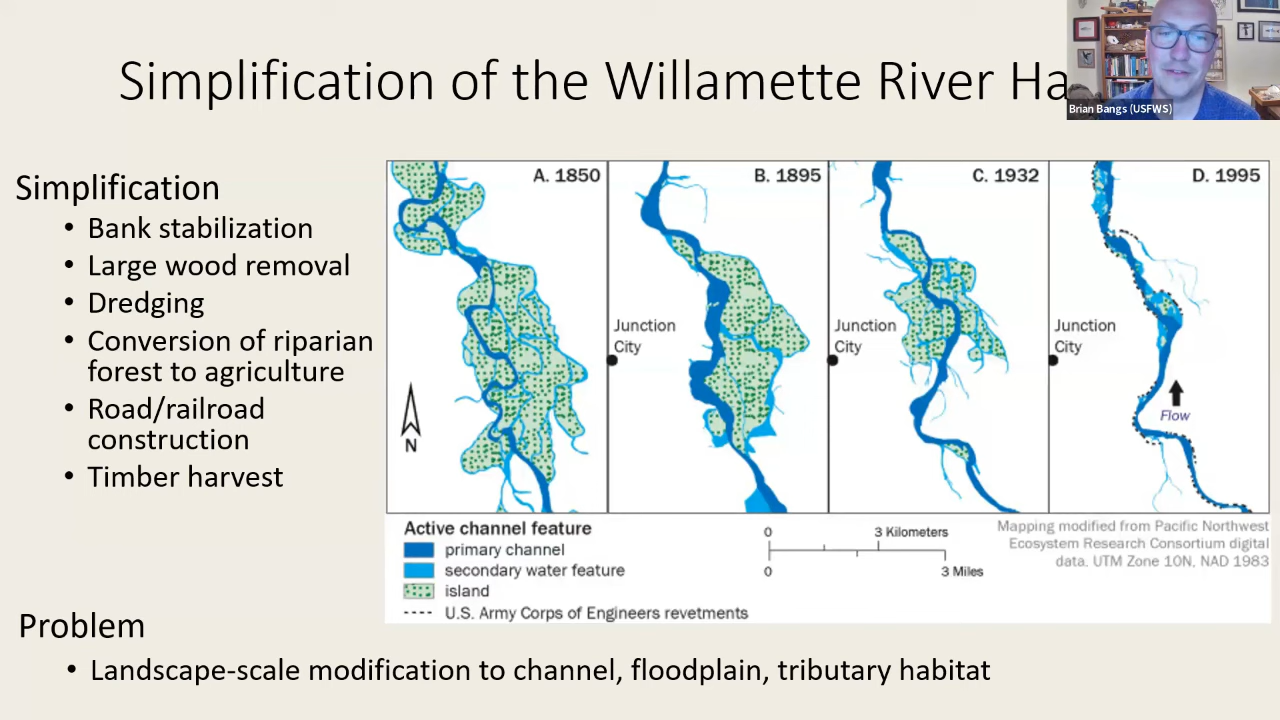 Simplification of the Willamette River Ha
Brian Bangs (USFWS)
Simplification
• Bank stabilization
• Large wood removal
• Dredging
• Conversion of riparian
forest to agriculture
• Road/railroad
construction
• Timber harvest
A. 1850
N
B. 1895
Junction
City
C. 1932
Junction
City
D. 1995
Junction
City
Flow
Active channel feature
primary channel
secondary water feature
island
U.S. Army Corps of Engineers revetments
0 3 Kilometers
0 3 Miles
Mapping modified from Pacific Northwest
Ecosystem Research Consortium digital
data. UTM Zone 10N, NAD 1983
Problem
• Landscape-scale modification to channel, floodplain, tributary habitat